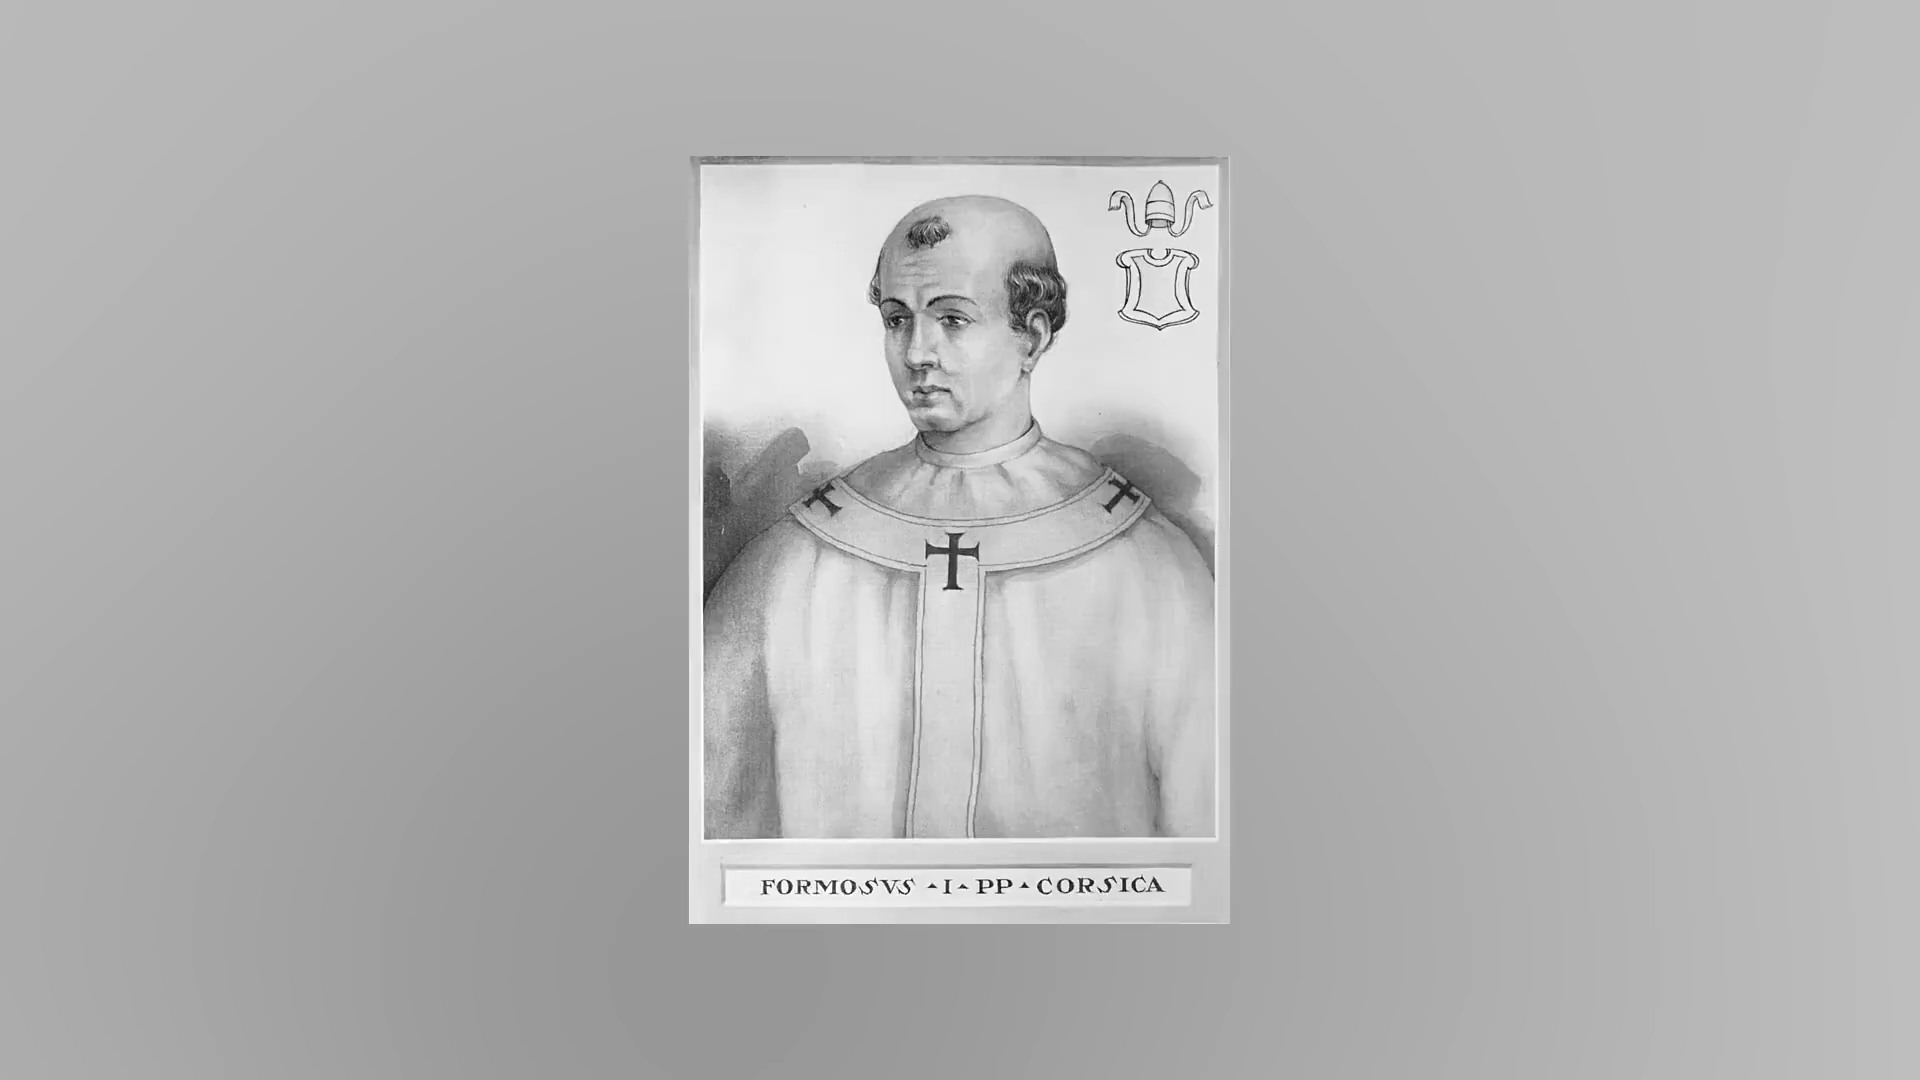 FORMOSVS ▴ I ▴ PP ▴ CORSICA